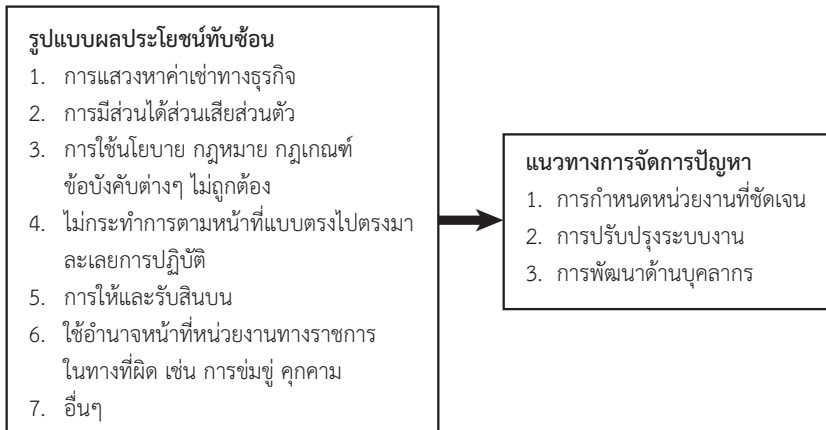 รูปแบบผลประโยชน์ทับซ้อน
1. การแสวงหาค่าเช่าทางธุรกิจ
2. การมีส่วนได้ส่วนเสียส่วนตัว
3. การใช้นโยบาย กฎหมาย กฎเกณฑ์
ข้อบังคับต่างๆ ไม่ถูกต้อง
4. ไม่กระทำการตามหน้าที่แบบตรงไปตรงมา
ละเลยการปฏิบัติ
5. การให้และรับสินบน
6. ใช้อำนาจหน้าที่หน่วยงานทางราชการ
ในทางที่ผิด เช่น การข่มขู่ คุกคาม
7. อื่นๆ
แนวทางการจัดการปัญหา
1. การกำหนดหน่วยงานที่ชัดเจน
2. การปรับปรุงระบบงาน
3. การพัฒนาด้านบุคลากร